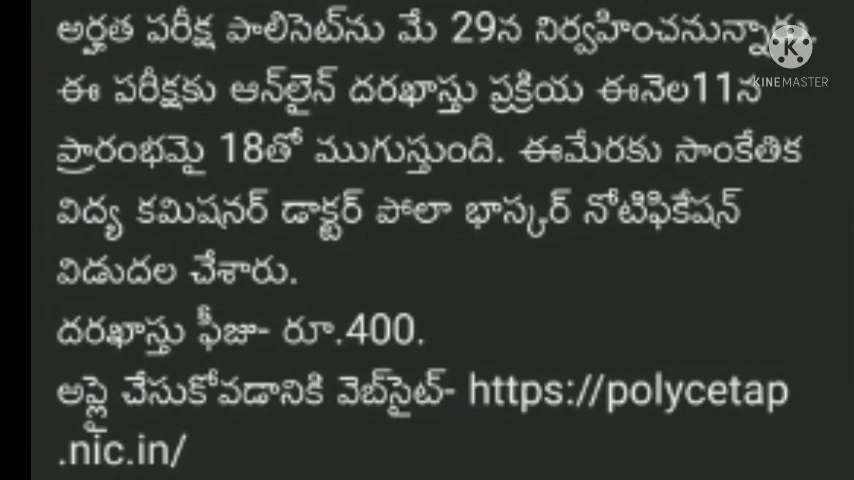 అర్హత పరీక్ష పాలిసెట్‌ను మే 29న నిర్వహించనున్నారు.
ఈ పరీక్షకు ఆన్‌లైన్ దరఖాస్తు ప్రక్రియ ఈనెల11న
ప్రారంభమై 18తో ముగుస్తుంది. ఈమేరకు సాంకేతిక
విద్య కమిషనర్ డాక్టర్ పోలా భాస్కర్ నోటిఫికేషన్
విడుదల చేశారు.
దరఖాస్తు ఫీజు- రూ.400.
అప్లై చేసుకోవడానికి వెబ్‌సైట్- https://polycetap
.nic.in/
K
KINEMASTER